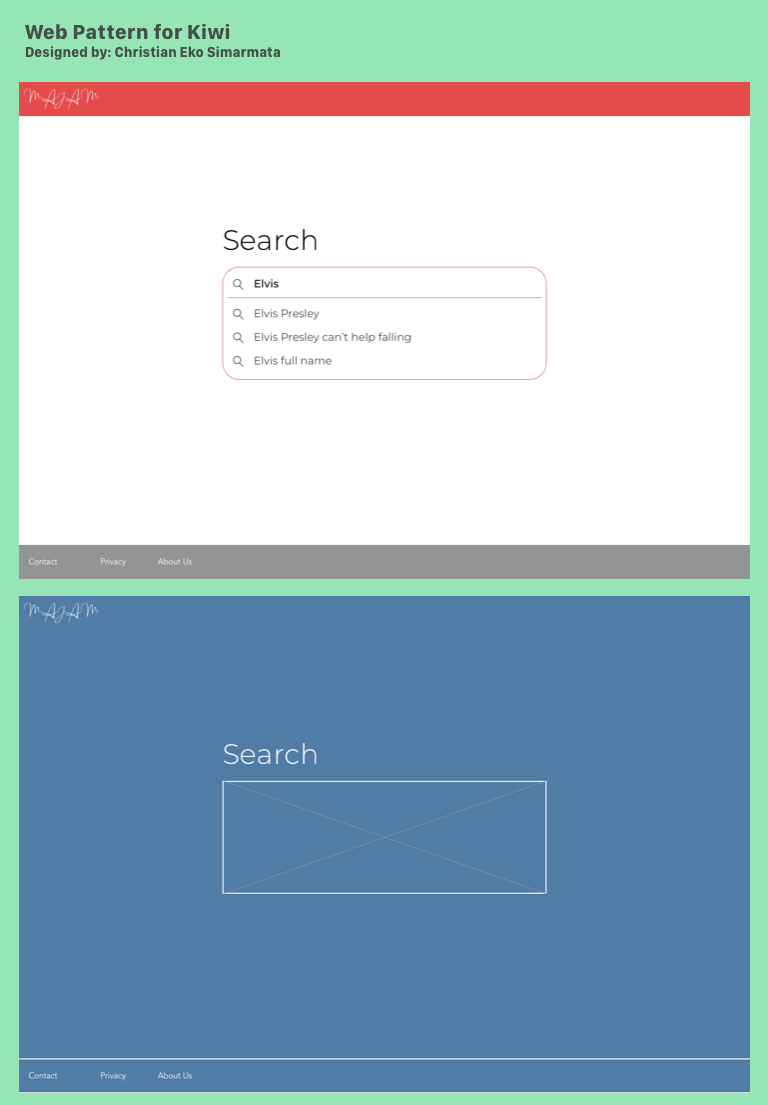 Web Pattern for Kiwi
Designed by: Christian Eko Simarmata
MAJAM
Search
Elvis
Elvis Presley
Elvis Presley can't help falling
Elvis full name
Contact Privacy About Us
MAJAM
Search
Contact Privacy About Us